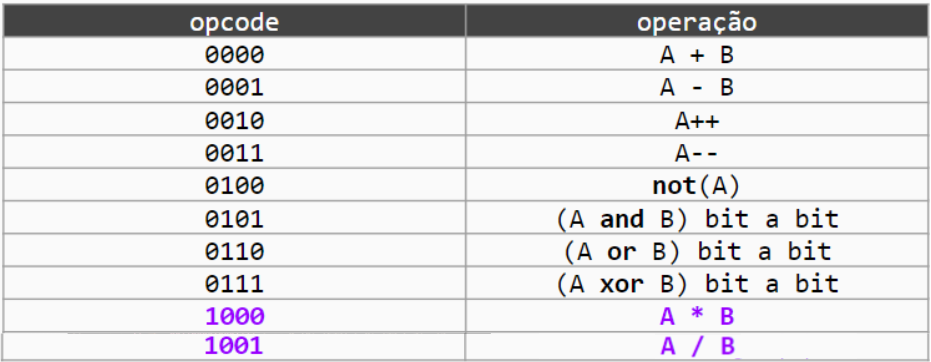 opcode operação
0000 A + B
0001 A - B
0010 A++
0011 A--
0100 not(A)
0101 (A and B) bit a bit
0110 (A or B) bit a bit
0111 (A xor B) bit a bit
1000 A * B
1001 A / B